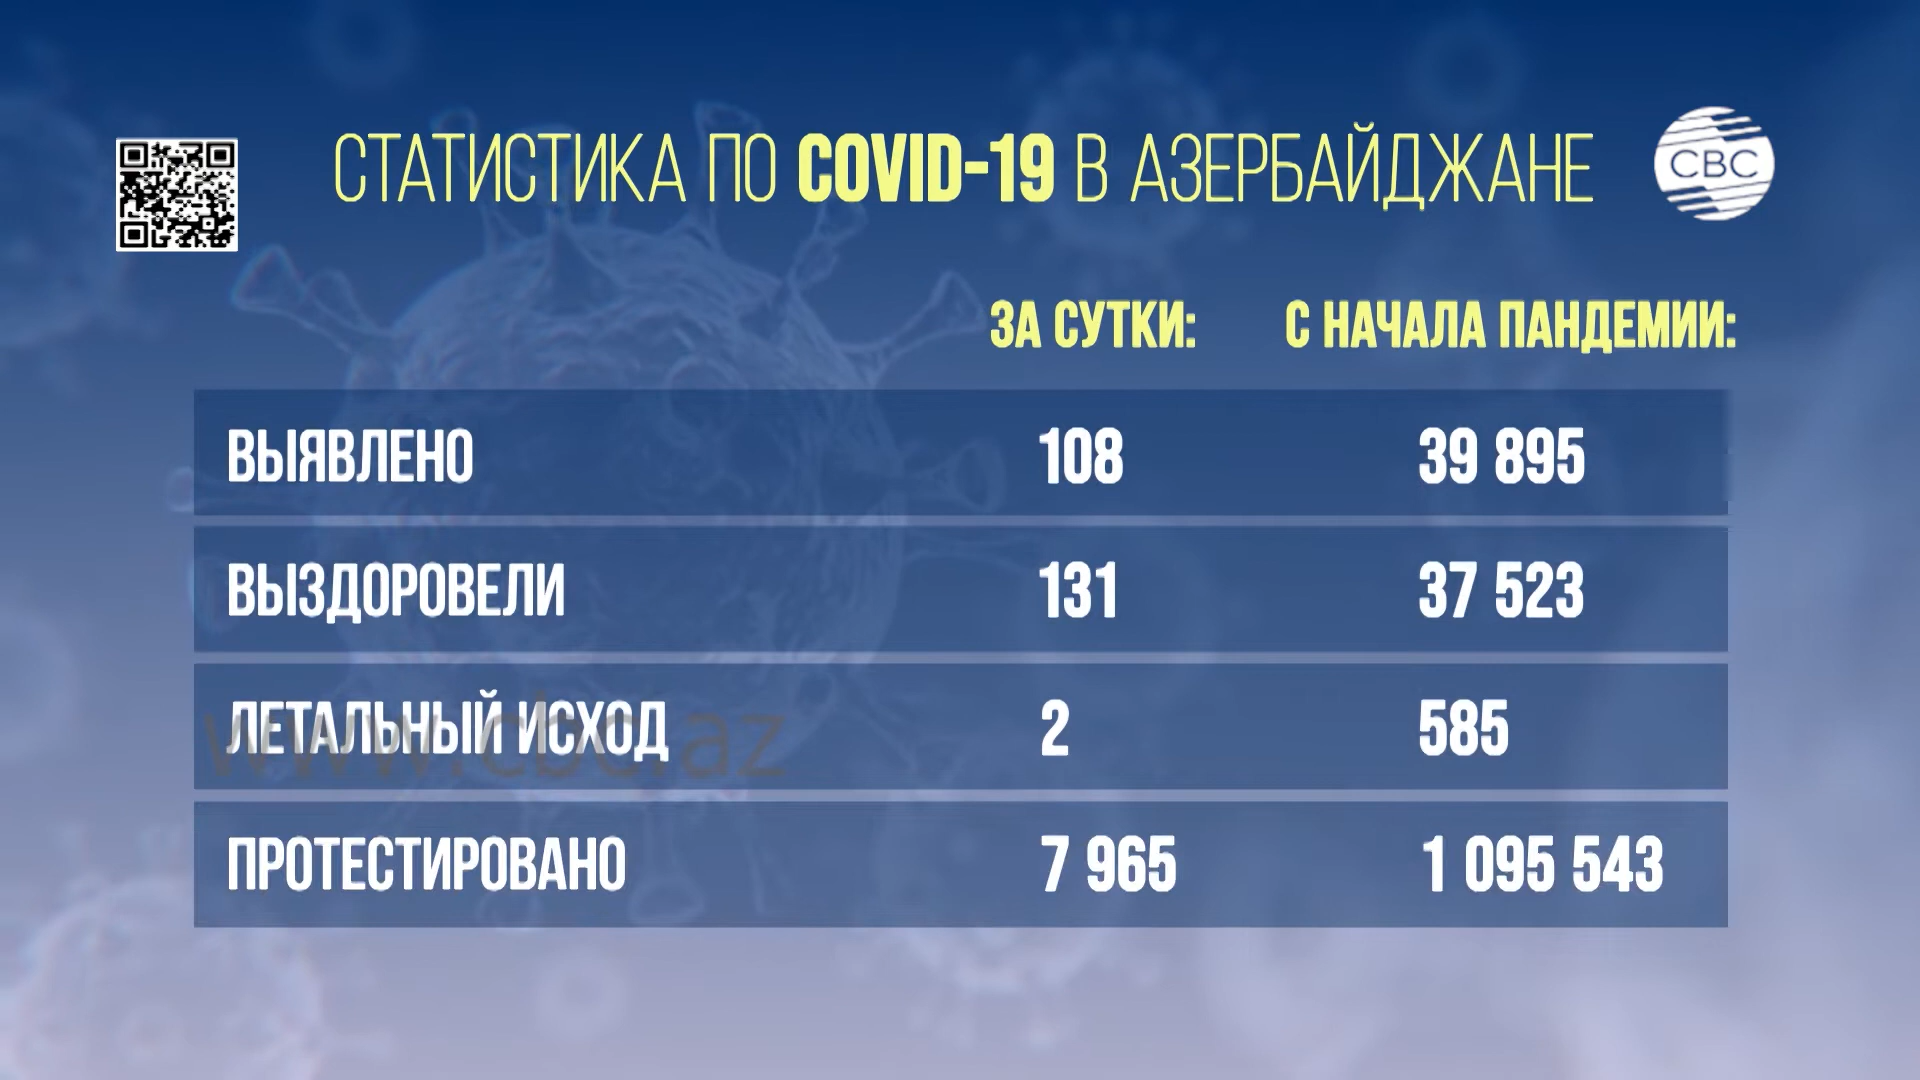 СТАТИСТИКА ПО COVID-19 В АЗЕРБАЙДЖАНЕ
CBC
ЗА СУТКИ: С НАЧАЛА ПАНДЕМИИ:
ВЫЯВЛЕНО 108 39 895
ВЫЗДОРОВЕЛИ 131 37 523
ЛЕТАЛЬНЫЙ ИСХОД 2 585
www.cbc.az
ПРОТЕСТИРОВАНО 7 965 1 095 543